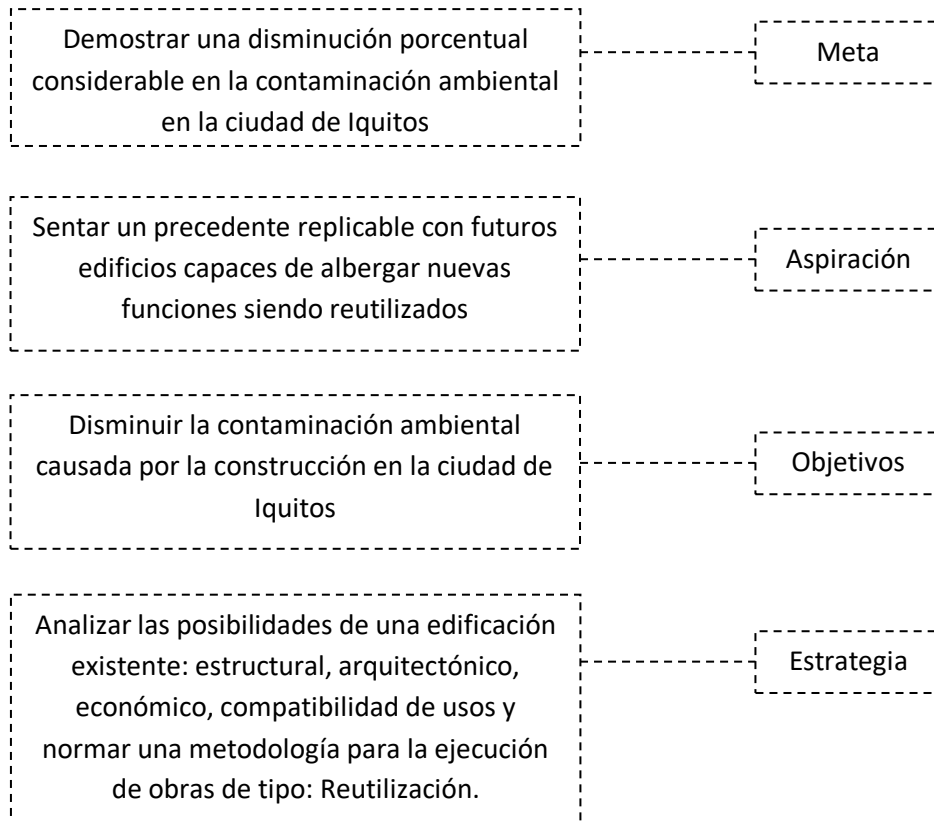 Demostrar una disminución porcentual
considerable en la contaminación ambiental
en la ciudad de Iquitos
Meta
Sentar un precedente replicable con futuros
edificios capaces de albergar nuevas
funciones siendo reutilizados
Aspiración
Disminuir la contaminación ambiental
causada por la construcción en la ciudad de
Iquitos
Objetivos
Analizar las posibilidades de una edificación
existente: estructural, arquitectónico,
económico, compatibilidad de usos y
normar una metodología para la ejecución
de obras de tipo: Reutilización.
Estrategia